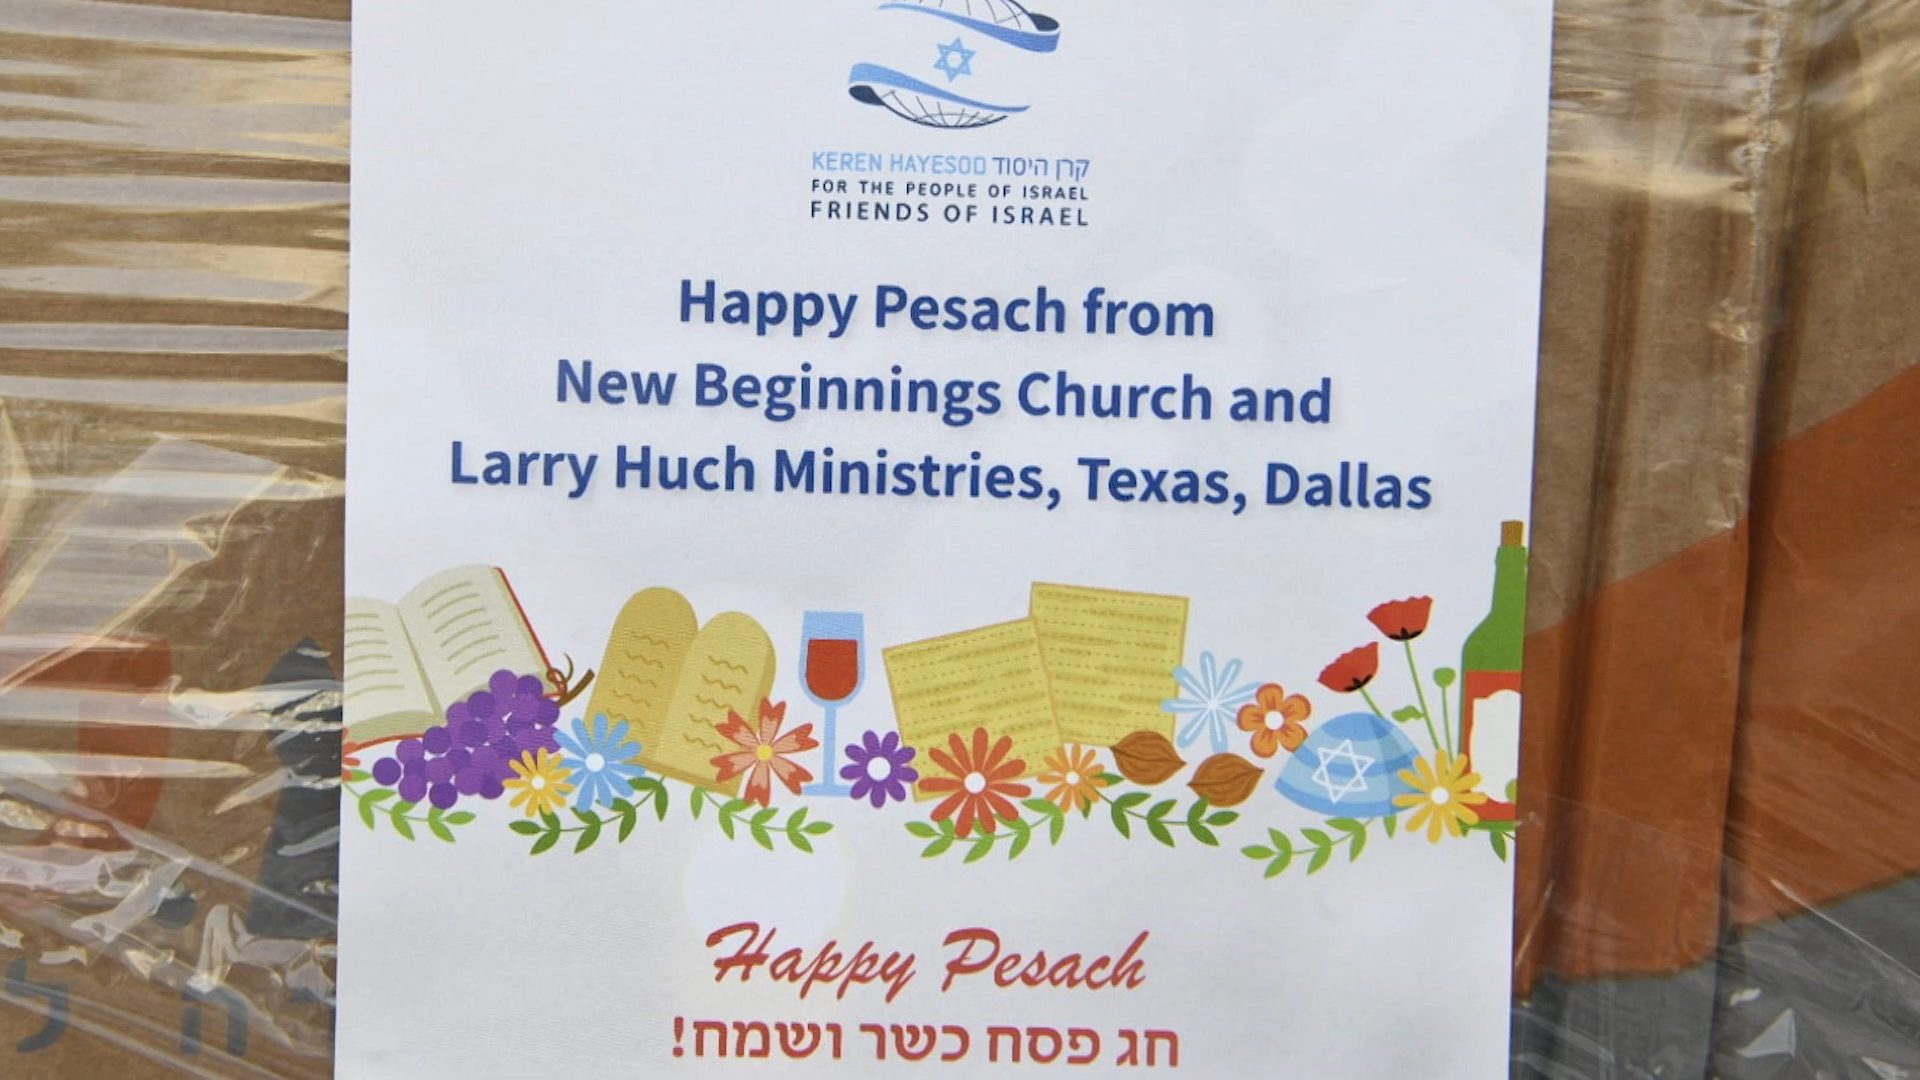 KEREN HAYESOD קרן היסוד
FOR THE PEOPLE OF ISRAEL
FRIENDS OF ISRAEL
Happy Pesach from
New Beginnings Church and
Larry Huch Ministries, Texas, Dallas
Happy Pesach
חג פסח כשר ושמח!